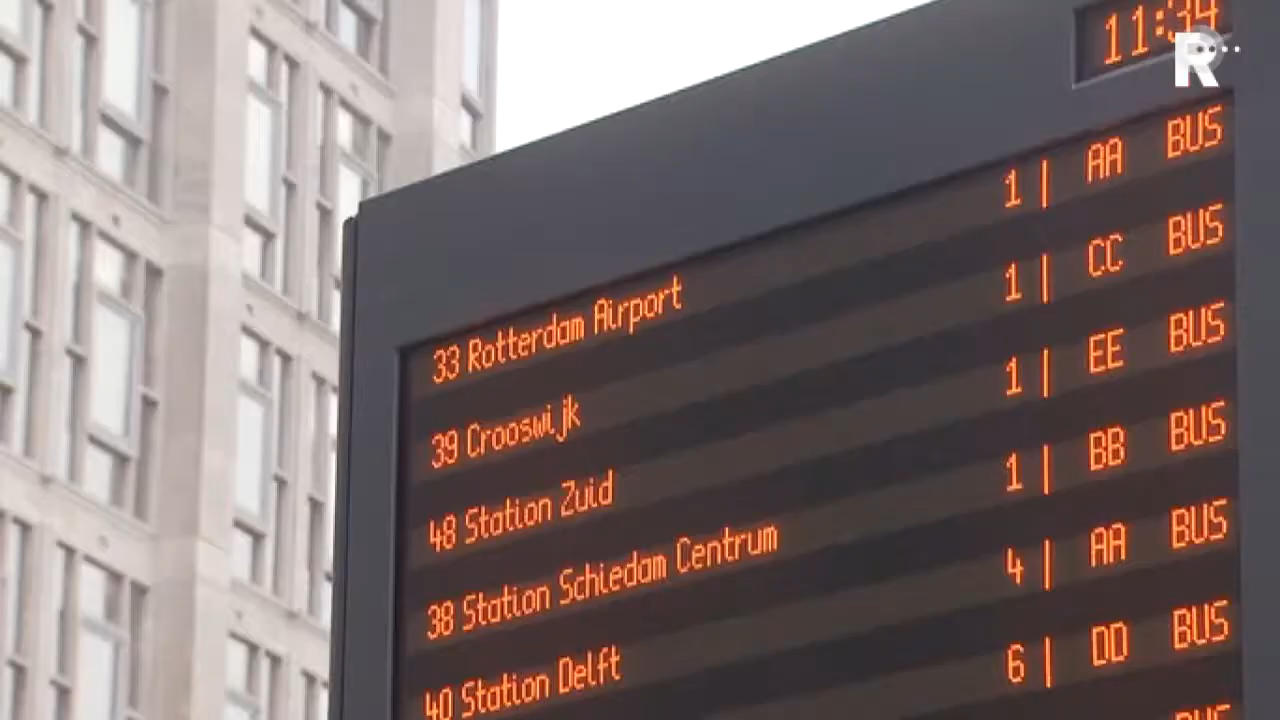 11:34
R
33 Rotterdam Airport 1 | AA BUS
39 Crooswijk 1 | CC BUS
48 Station Zuid 1 | EE BUS
38 Station Schiedam Centrum 1 | BB BUS
40 Station Delft 4 | AA BUS
6 | DD BUS
BUS